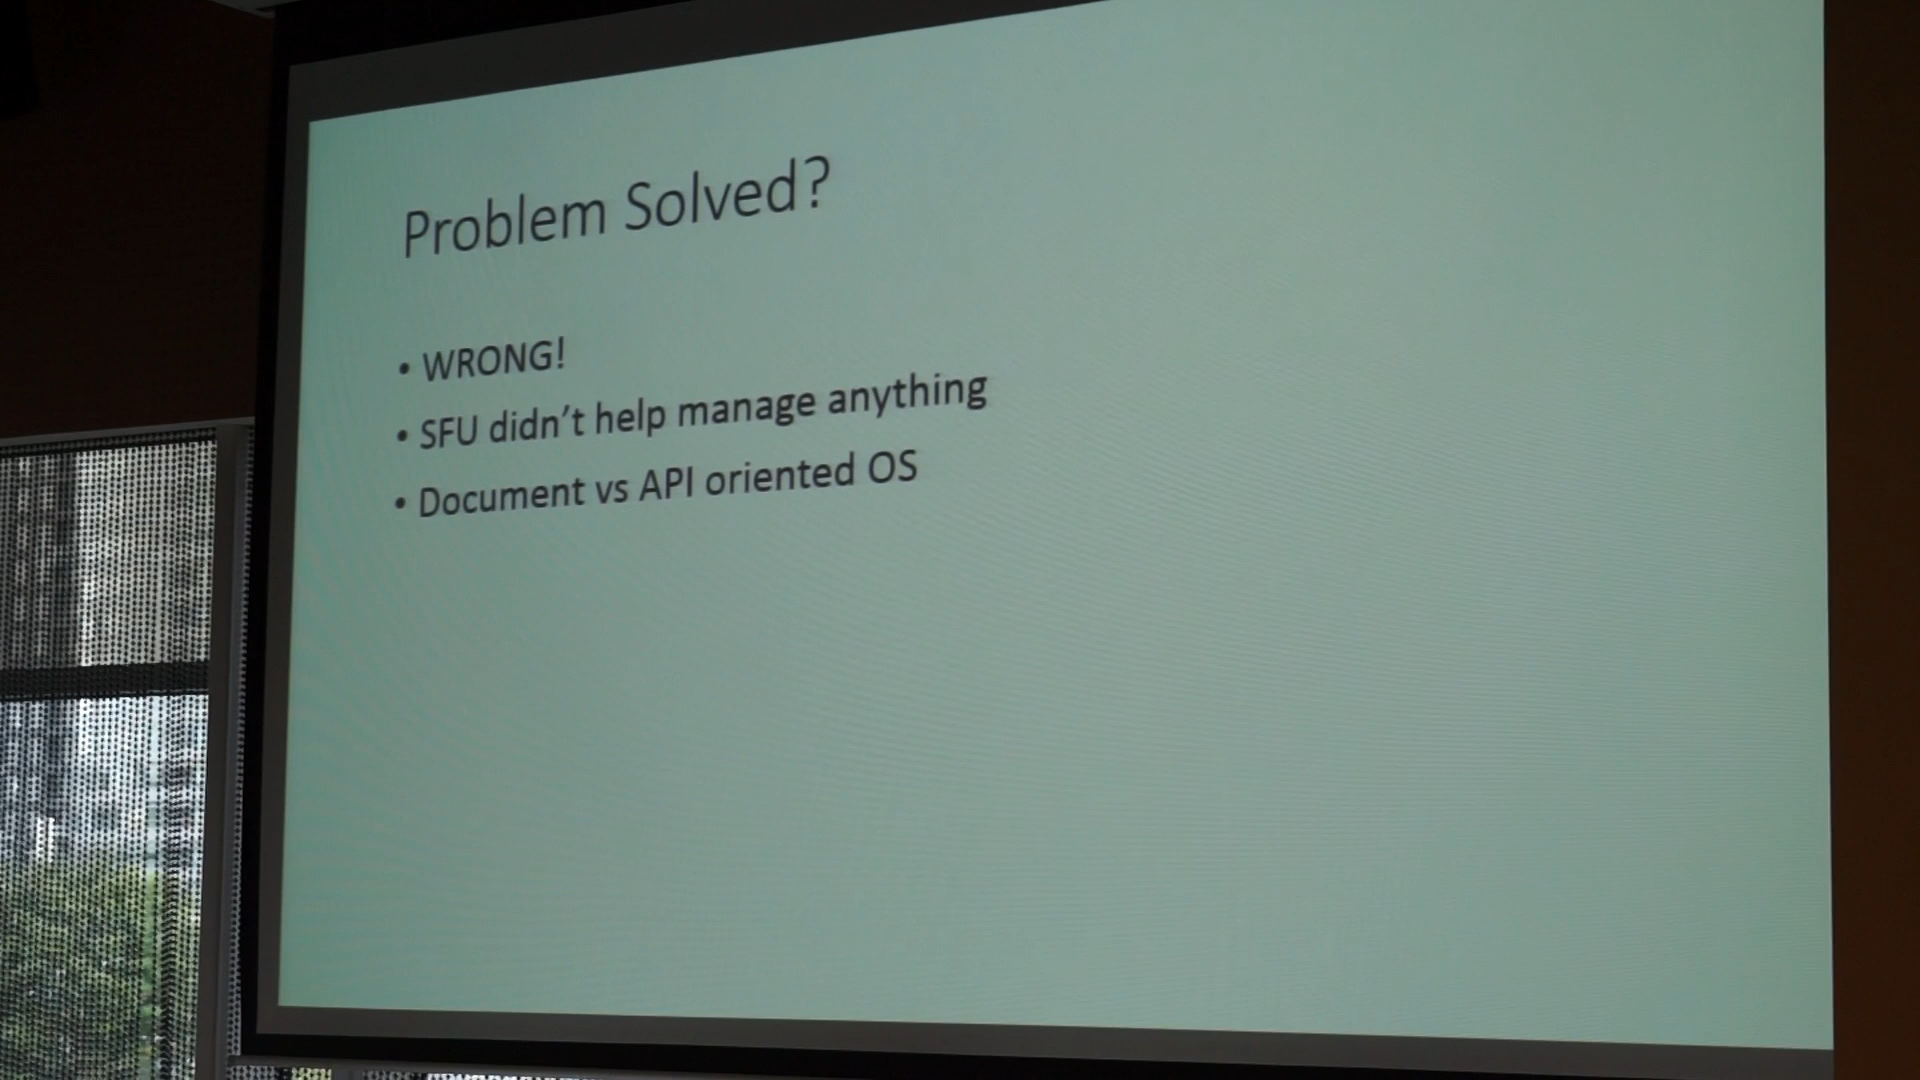 Problem Solved?
• WRONG!
• SFU didn't help manage anything
• Document vs API oriented OS